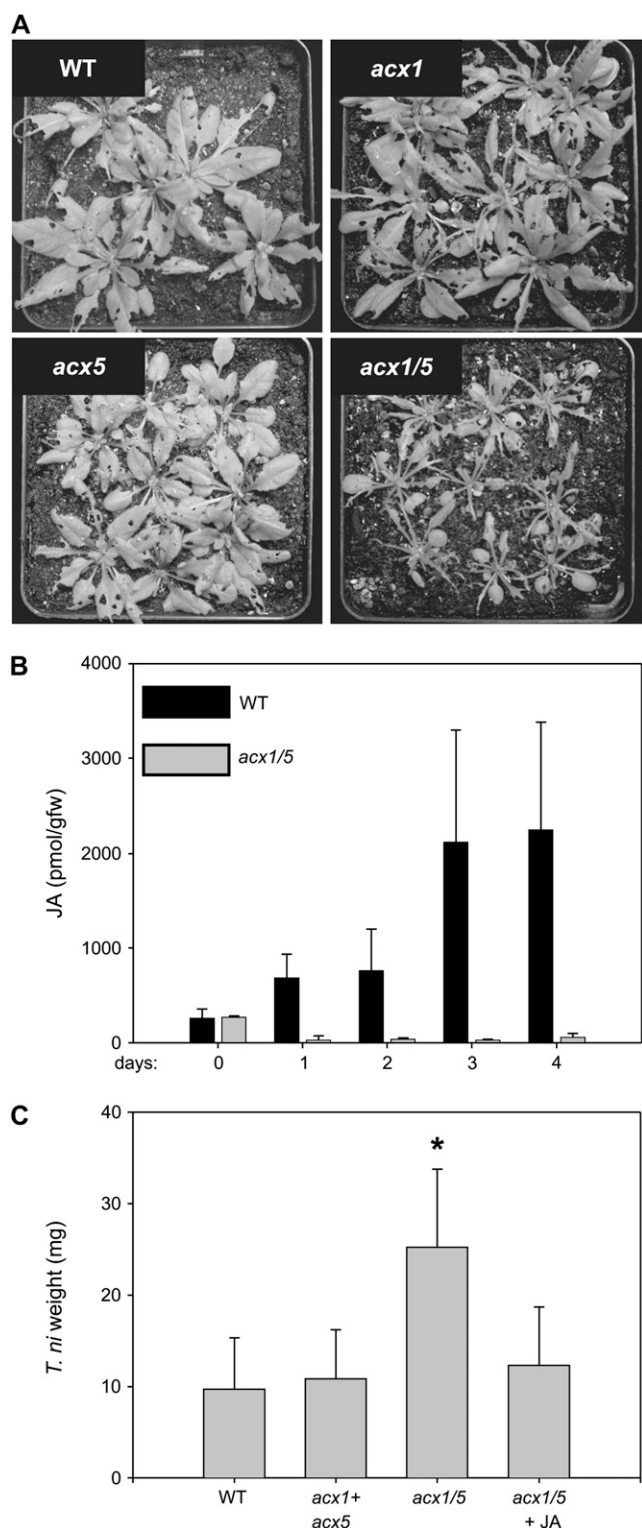 A
WT
acx1
acx5
acx1/5
B
WT
acx1/5
JA (pmol/gfw)
4000
3000
2000
1000
0
days: 0 1 2 3 4
C
*
T. ni weight (mg)
40
30
20
10
0
WT acx1+ acx1/5 acx1/5
acx5 + JA